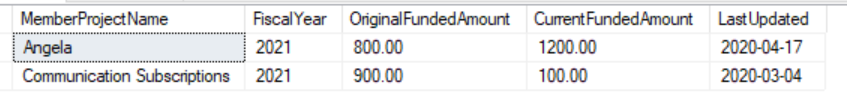 MemberProjectName FiscalYear OriginalFundedAmount CurrentFundedAmount LastUpdated
Angela 2021 800.00 1200.00 2020-04-17
Communication Subscriptions 2021 900.00 100.00 2020-03-04